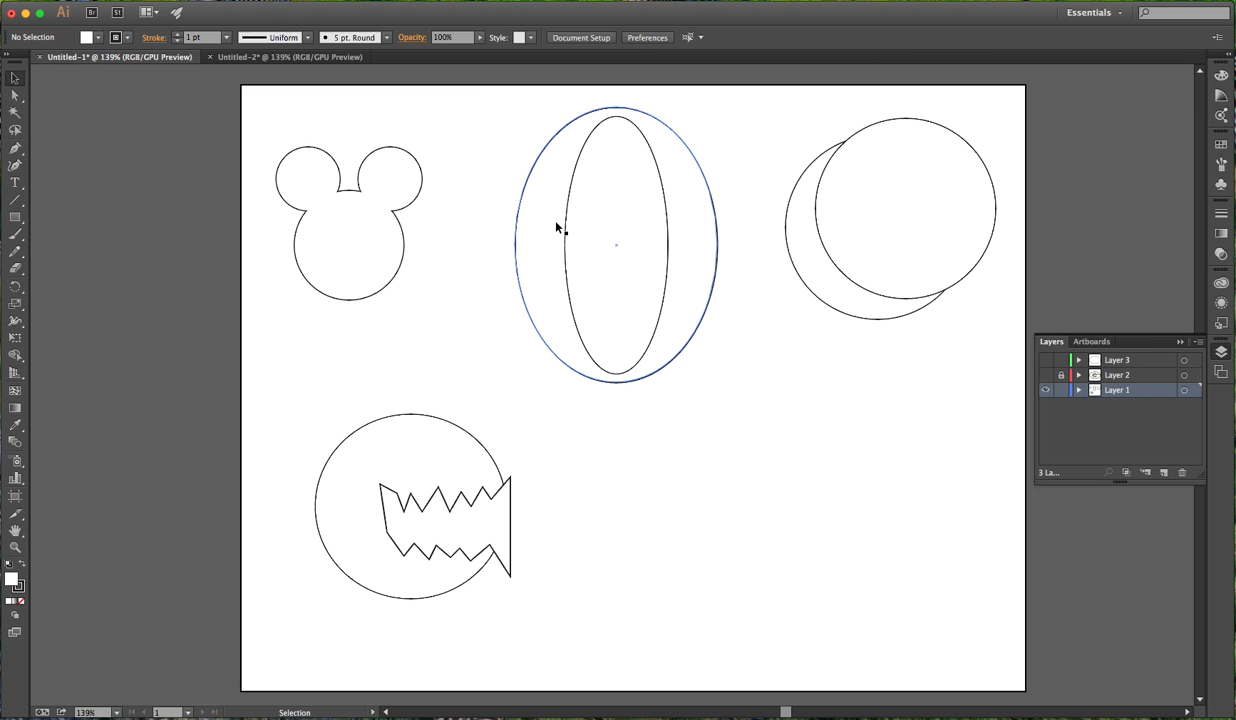 Ai Br St Essentials
No Selection Stroke: 1 pt Uniform 5 pt. Round Opacity: 100% Style: Document Setup Preferences
× Untitled-1* @ 139% (RGB/GPU Preview) × Untitled-2* @ 139% (RGB/GPU Preview)
T
Layers Artboards
Layer 3
Layer 2
Layer 1
3 La...
139% 1 Selection